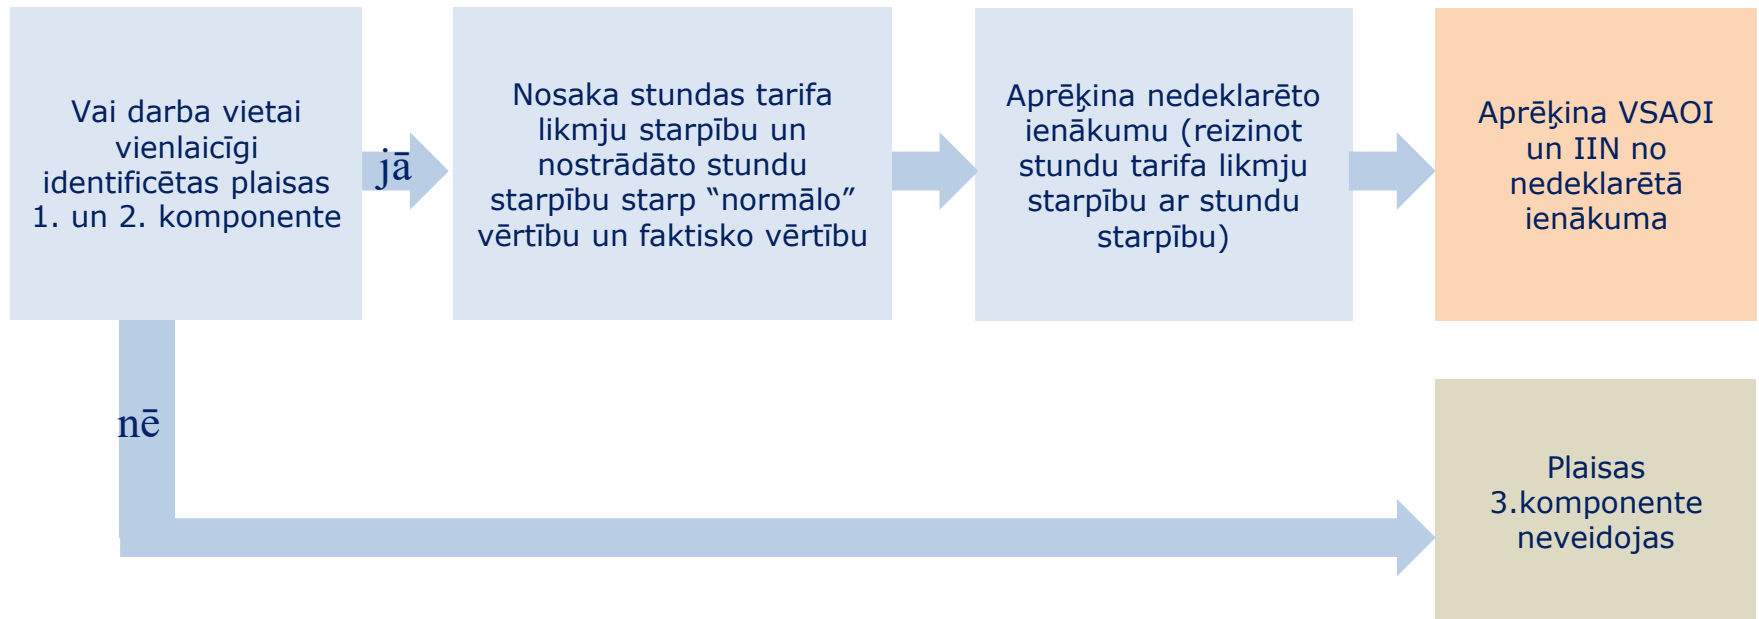 Vai darba vietai
vienlaicīgi
identificētas plaisas
1. un 2. komponente
jā
Nosaka stundas tarifa
likmju starpību un
nostrādāto stundu
starpību starp “normālo”
vērtību un faktisko vērtību
Aprēķina nedeklarēto
ienākumu (reizinot
stundu tarifa likmju
starpību ar stundu
starpību)
Aprēķina VSAOI
un IIN no
nedeklarētā
ienākuma
nē
Plaisas
3.komponente
neveidojas